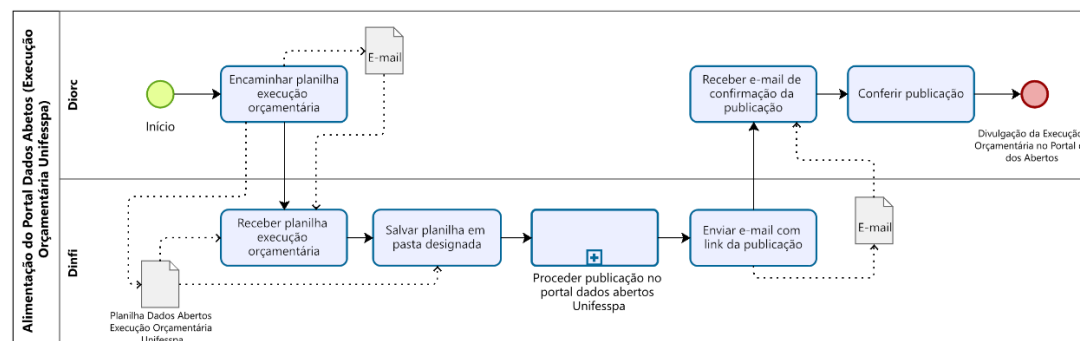 Alimentação do Portal Dados Abetos (Execução
Orçamentária Unifesspa)
Diorc
Início
Encaminhar planilha
execução
orçamentária
E-mail
Receber e-mail de
confirmação da
publicação
Conferir publicação
Divulgação da Execução
Orçamentária no Portal
dos Abertos
Dinfi
Receber planilha
execução
orçamentária
Salvar planilha em
pasta designada
Proceder publicação no
portal dados abertos
Unifesspa
Enviar e-mail com
link da publicação
E-mail
Planilha Dados Abertos
Execução Orçamentária
Unifesspa